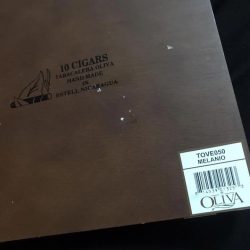 10 CIGARS
TABACALERA OLIVA
HAND MADE
IN
ESTELI, NICARAGUA
TOVE050
MELANIO
OLIVA